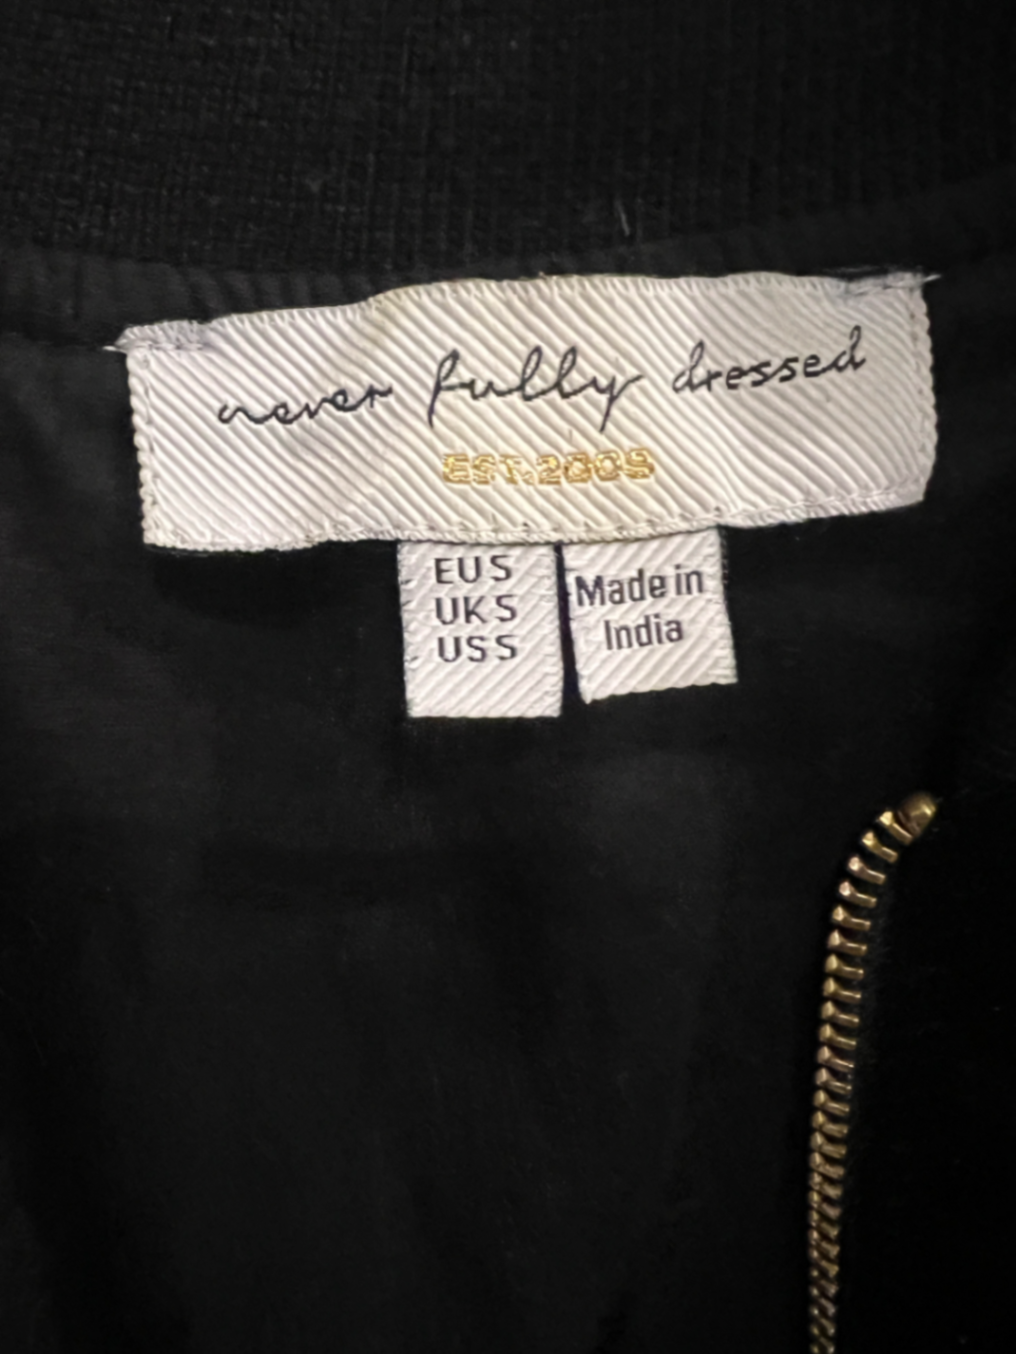 never fully dressed
EST.2009
EU S
UK S
US S
Made in
India